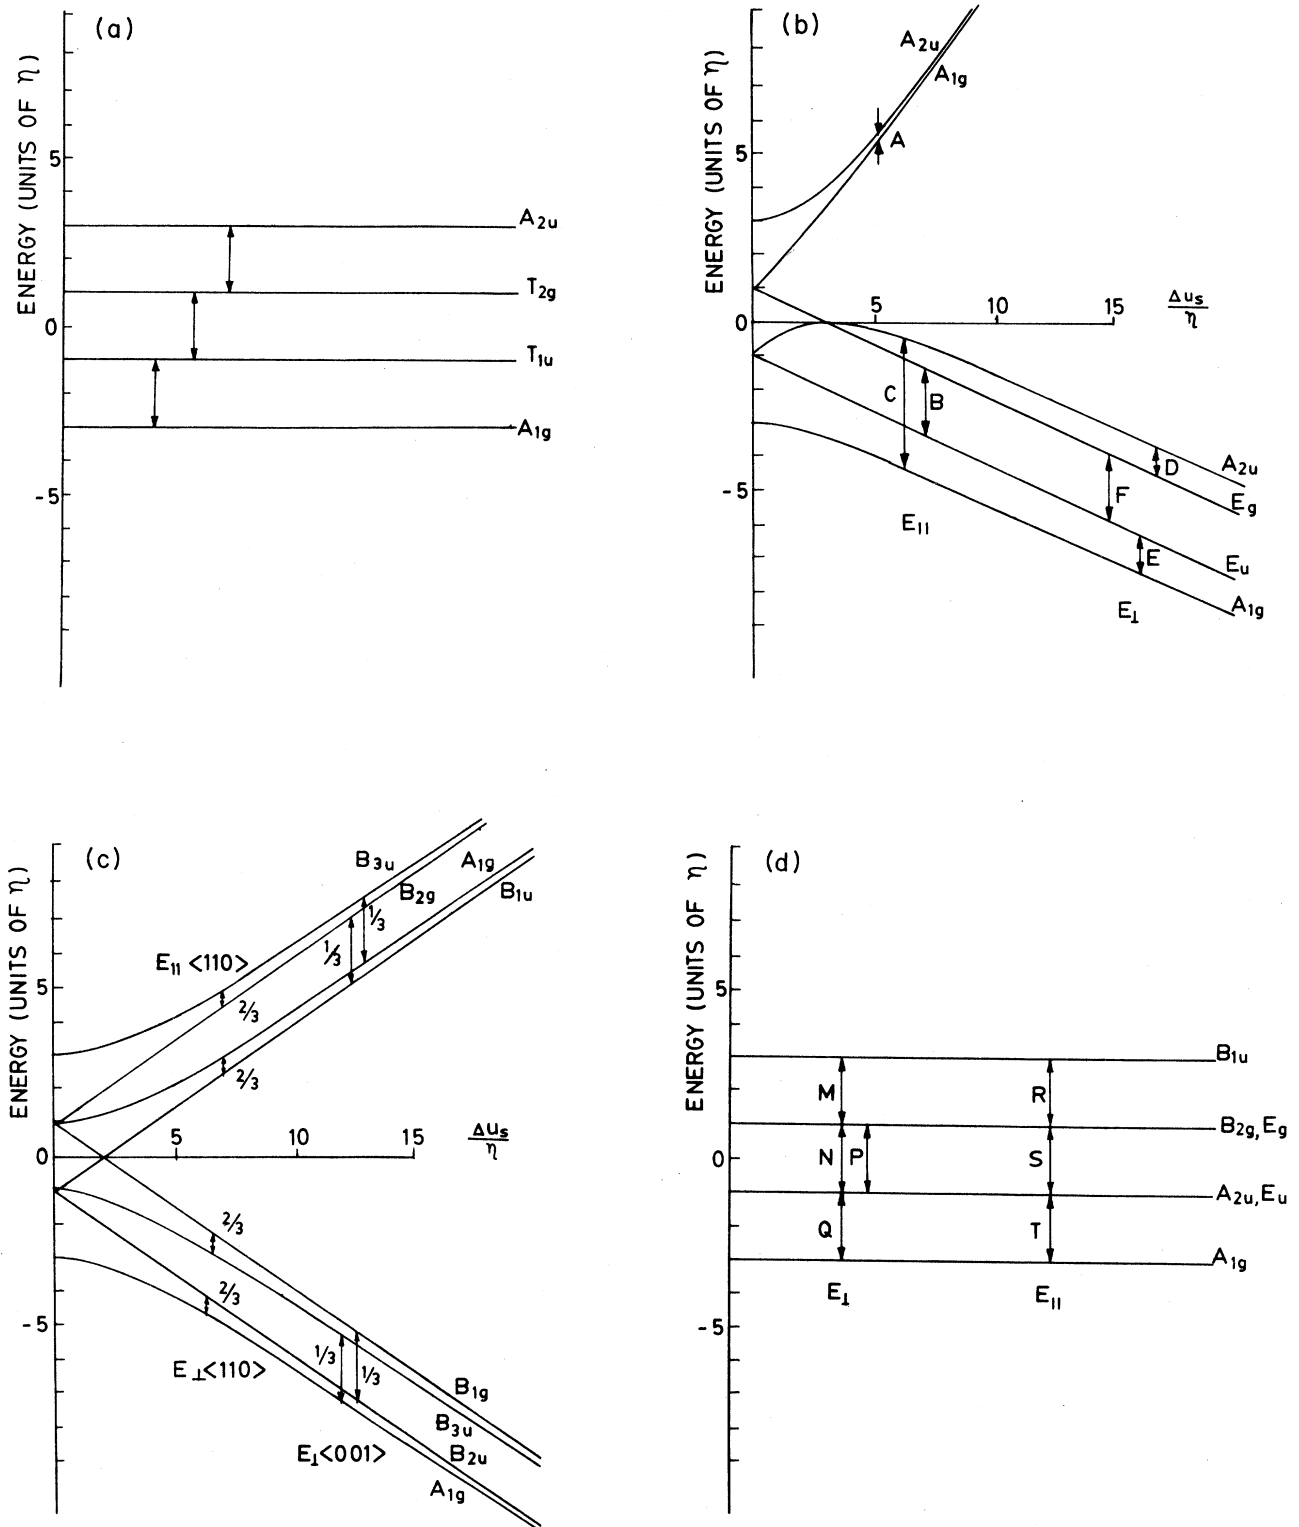 (a)
ENERGY (UNITS OF η)
5
0
-5
A2u
T2g
T1u
A1g
(b)
ENERGY (UNITS OF η)
5
0
-5
5 10 15 Δus/η
A2u
A1g
A
C
B
F
D
E
A2u
Eg
Eu
A1g
E||
E⊥
(c)
ENERGY (UNITS OF η)
5
0
-5
5 10 15 Δus/η
B3u
A1g
B2g
B1u
E|| <110>
1/3
1/3
2/3
2/3
2/3
2/3
1/3
1/3
E⊥<110>
E⊥<001>
B1g
B3u
B2u
A1g
(d)
ENERGY (UNITS OF η)
5
0
-5
M R
N P S
Q T
B1u
B2g,Eg
A2u,Eu
A1g
E⊥ E||